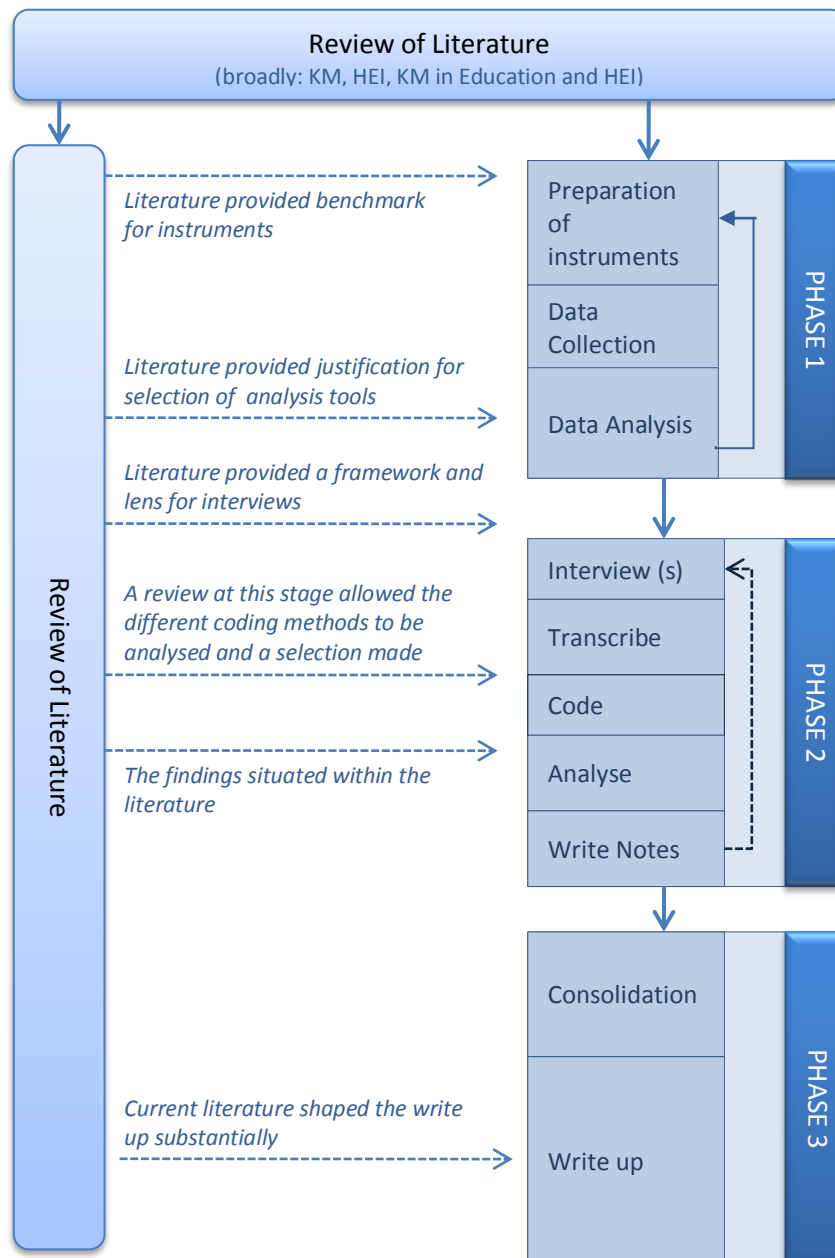 Review of Literature
(broadly: KM, HEI, KM in Education and HEI)
Review of Literature
Literature provided benchmark
for instruments
Preparation
of
instruments
Data
Collection
Literature provided justification for
selection of analysis tools
Data Analysis
PHASE 1
Literature provided a framework and
lens for interviews
Interview (s)
A review at this stage allowed the
different coding methods to be
analysed and a selection made
Transcribe
Code
The findings situated within the
literature
Analyse
Write Notes
PHASE 2
Consolidation
Current literature shaped the write
up substantially
Write up
PHASE 3